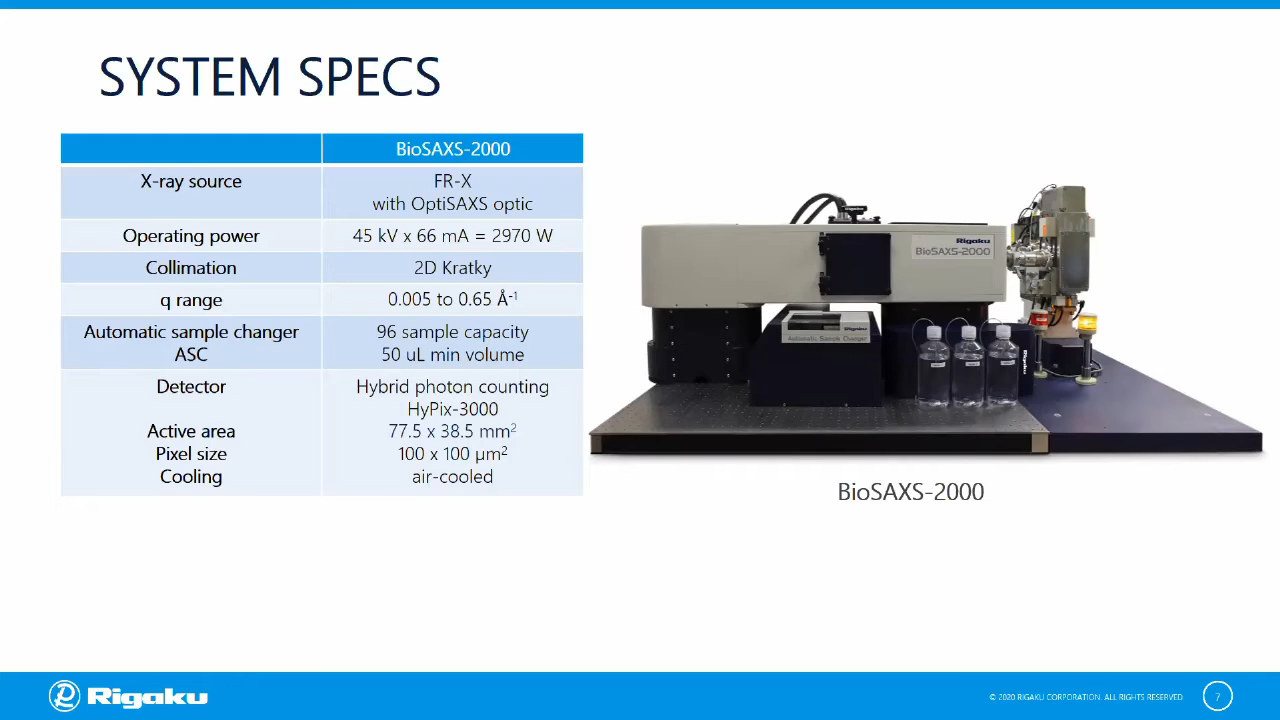 SYSTEM SPECS
BioSAXS-2000
X-ray source
FR-X
with OptiSAXS optic
Operating power
45 kV x 66 mA = 2970 W
Collimation
2D Kratky
q range
0.005 to 0.65 Å⁻¹
Automatic sample changer
ASC
96 sample capacity
50 uL min volume
Detector
Hybrid photon counting
HyPix-3000
Active area
77.5 x 38.5 mm²
Pixel size
100 x 100 µm²
Cooling
air-cooled
Rigaku
Rigaku
BioSAXS-2000
Rigaku
Automatic Sample Changer
Rigaku
BioSAXS-2000
Rigaku
© 2020 RIGAKU CORPORATION. ALL RIGHTS RESERVED.
7